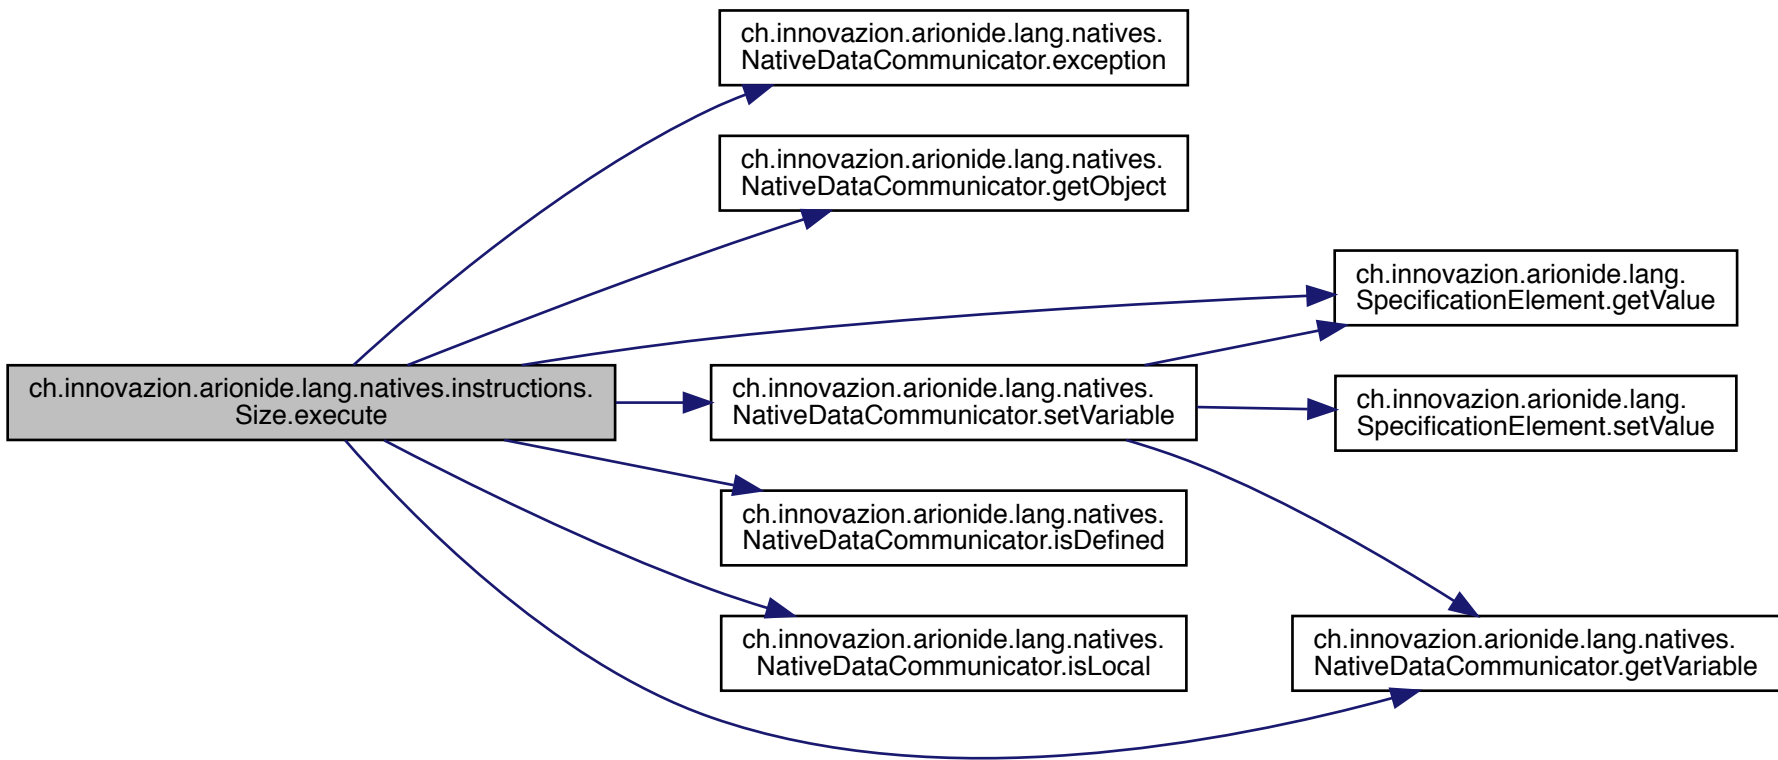 ch.innovazion.arionide.lang.natives.
NativeDataCommunicator.exception
ch.innovazion.arionide.lang.natives.
NativeDataCommunicator.getObject
ch.innovazion.arionide.lang.
SpecificationElement.getValue
ch.innovazion.arionide.lang.natives.instructions.
Size.execute
ch.innovazion.arionide.lang.natives.
NativeDataCommunicator.setVariable
ch.innovazion.arionide.lang.
SpecificationElement.setValue
ch.innovazion.arionide.lang.natives.
NativeDataCommunicator.isDefined
ch.innovazion.arionide.lang.natives.
NativeDataCommunicator.isLocal
ch.innovazion.arionide.lang.natives.
NativeDataCommunicator.getVariable